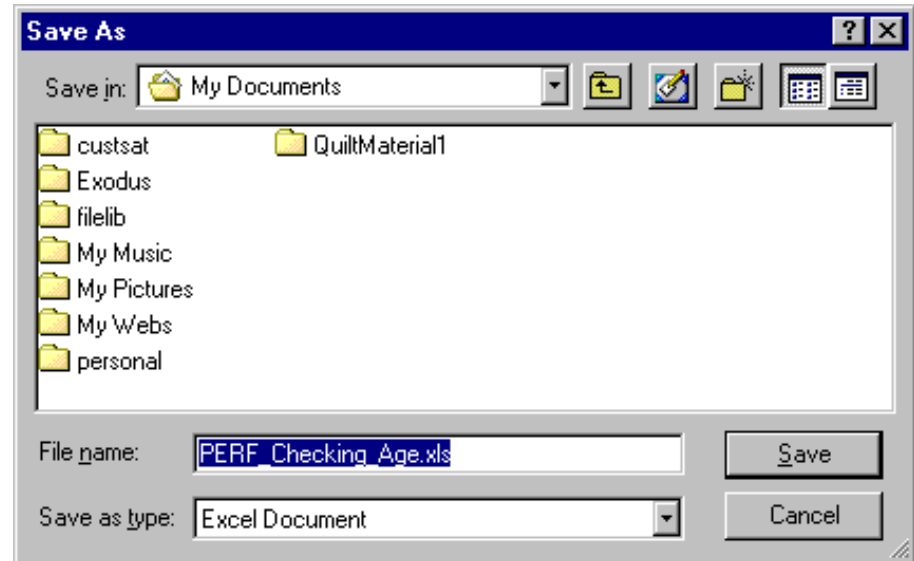 Save As
Save in: My Documents
custsat QuiltMaterial1
Exodus
filelib
My Music
My Pictures
My Webs
personal
File name: PERF_Checking_Age.xls Save
Save as type: Excel Document Cancel